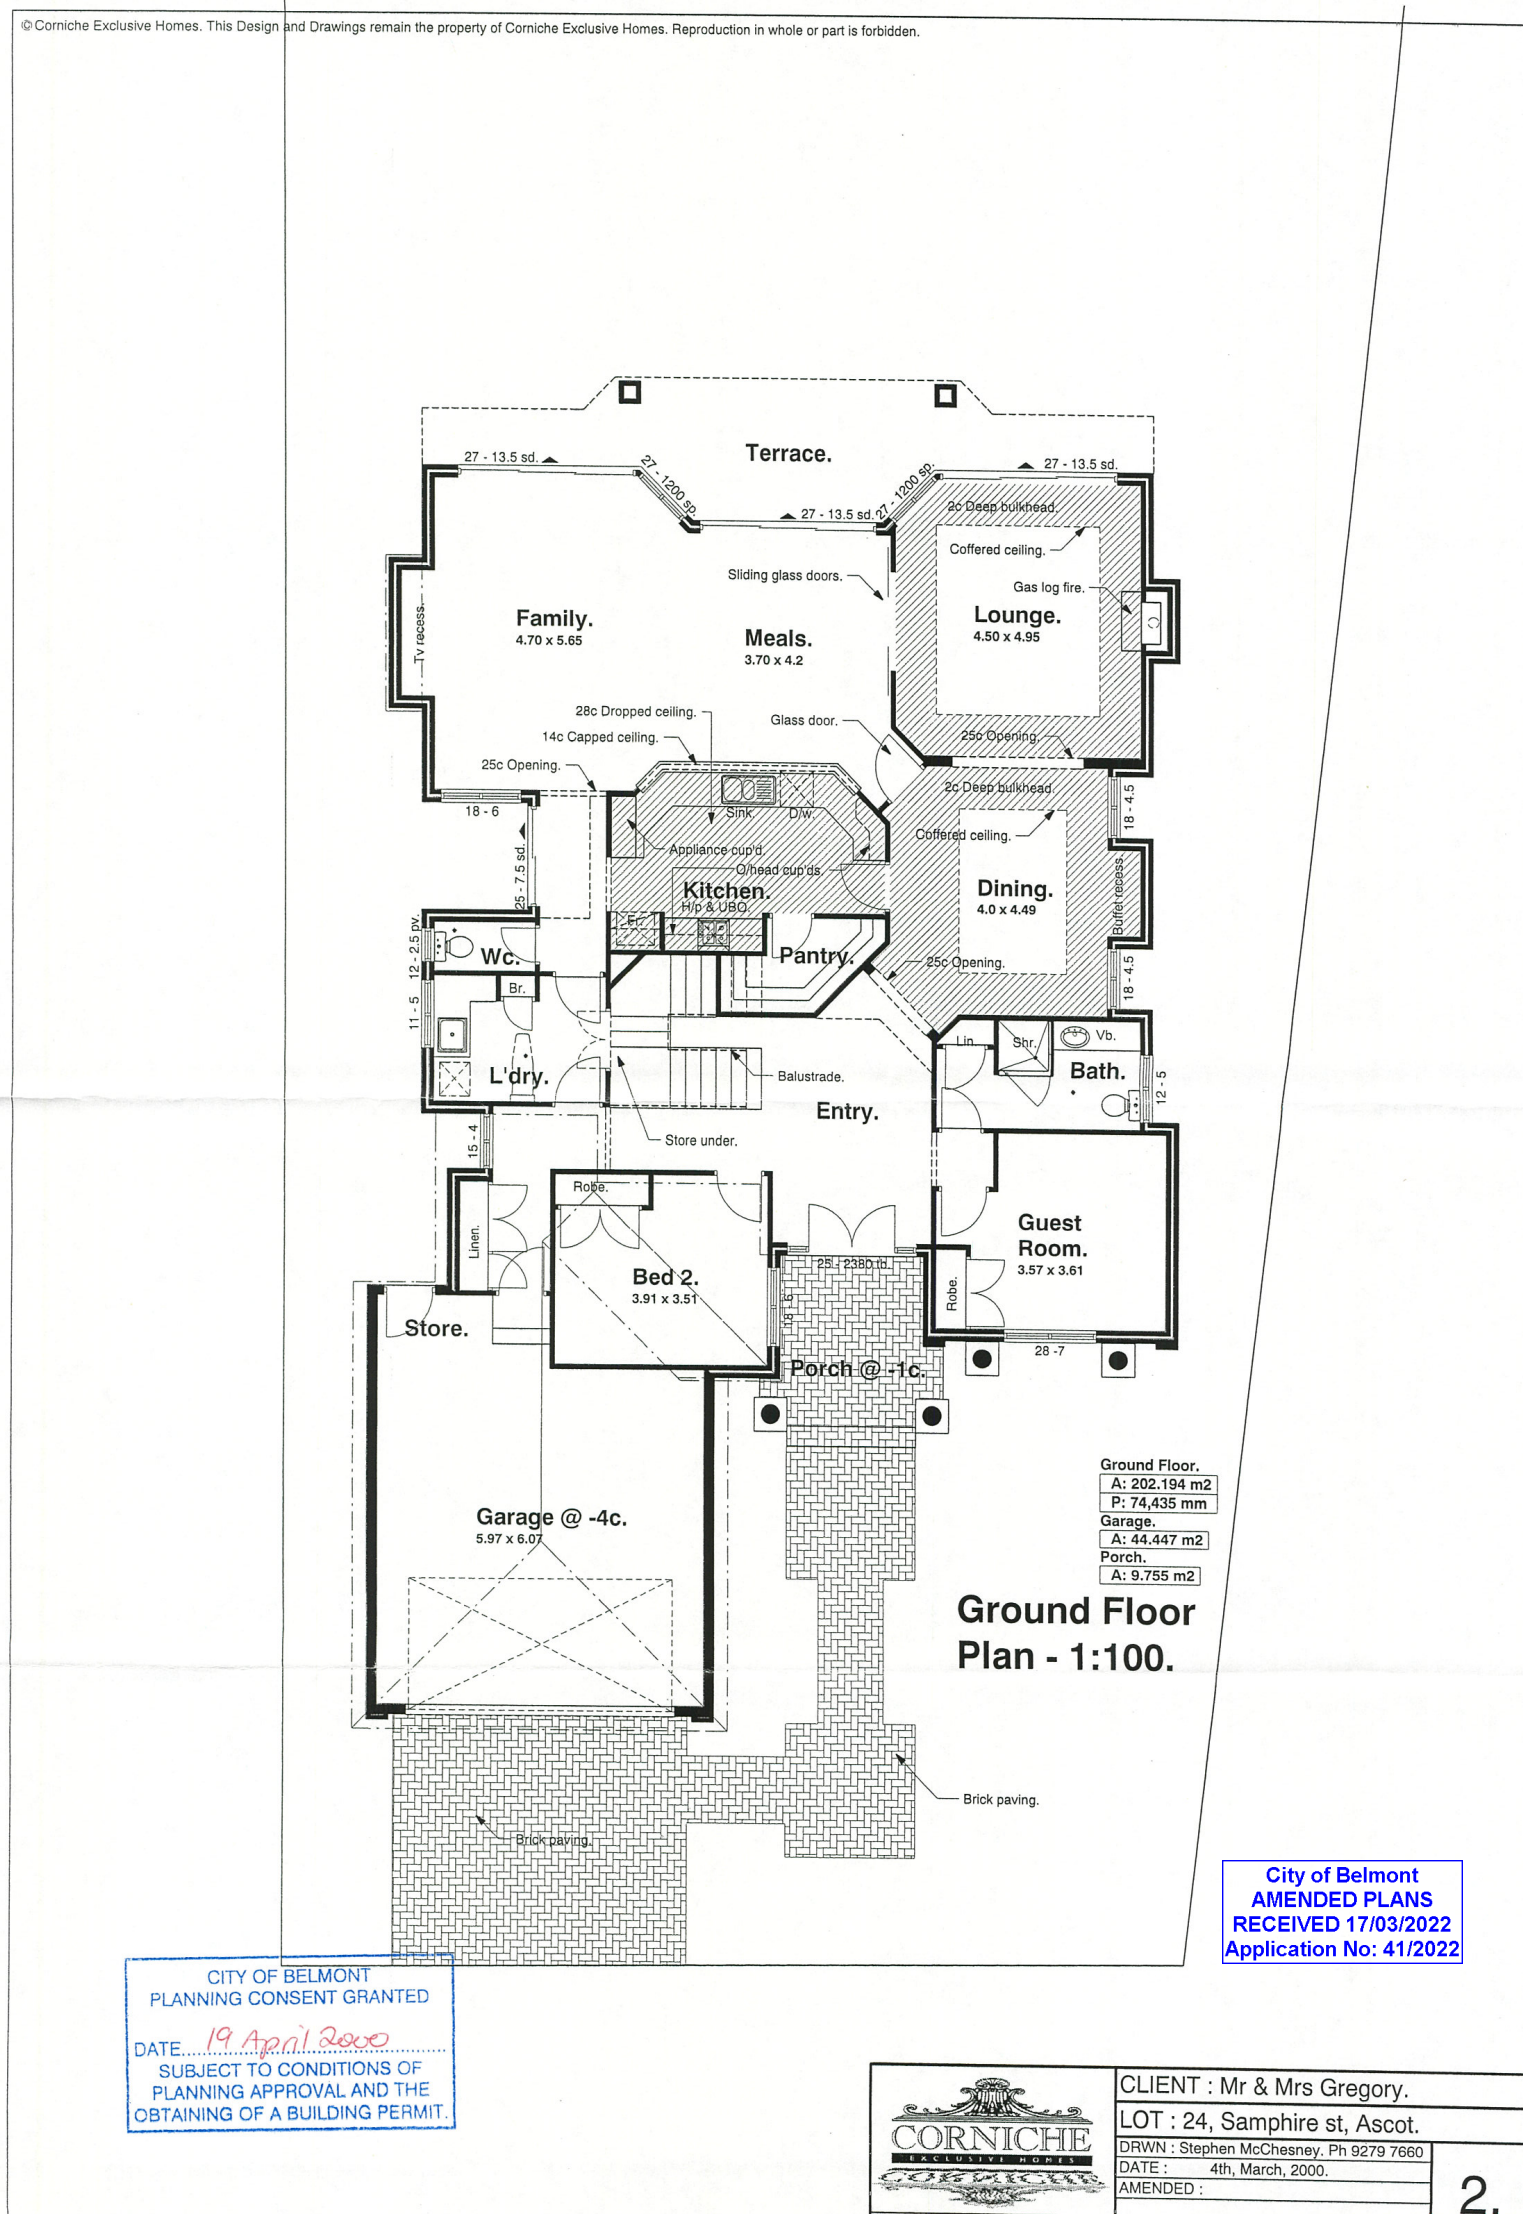 © Corniche Exclusive Homes. This Design and Drawings remain the property of Corniche Exclusive Homes. Reproduction in whole or part is forbidden.
Terrace.
27 - 13.5 sd.
27 - 1200 sp.
27 - 13.5 sd.
27 - 1200 sp.
27 - 13.5 sd.
2c Deep bulkhead.
Coffered ceiling.
Sliding glass doors.
Gas log fire.
Tv recess.
Family.
4.70 x 5.65
Meals.
3.70 x 4.2
Lounge.
4.50 x 4.95
28c Dropped ceiling.
14c Capped ceiling.
Glass door.
25c Opening.
25c Opening.
2c Deep bulkhead.
18 - 6
Sink.
D/w.
18 - 4.5
Coffered ceiling.
25 - 7.5 sd.
Appliance cup'd.
O/head cup'ds.
Kitchen.
H/p & UBO.
Dining.
4.0 x 4.49
Buffet recess.
Fr.
12 - 2.5 pv.
Wc.
Pantry.
25c Opening.
18 - 4.5
11 - 5
Br.
L'dry.
Balustrade.
Entry.
Lin.
Shr.
Vb.
Bath.
12 - 5
15 - 4
Store under.
Robe.
Linen.
Bed 2.
3.91 x 3.51
18 - 6
25 - 2380 td.
Guest
Room.
3.57 x 3.61
Robe.
28 -7
Store.
Porch @ -1c.
Garage @ -4c.
5.97 x 6.07
Ground Floor.
A: 202.194 m2
P: 74,435 mm
Garage.
A: 44.447 m2
Porch.
A: 9.755 m2
Ground Floor
Plan - 1:100.
Brick paving.
Brick paving.
City of Belmont
AMENDED PLANS
RECEIVED 17/03/2022
Application No: 41/2022
CITY OF BELMONT
PLANNING CONSENT GRANTED
DATE 19 April 2000
SUBJECT TO CONDITIONS OF
PLANNING APPROVAL AND THE
OBTAINING OF A BUILDING PERMIT.
CORNICHE
EXCLUSIVE HOMES
CORNICHE
CLIENT : Mr & Mrs Gregory.
LOT : 24, Samphire st, Ascot.
DRWN : Stephen McChesney. Ph 9279 7660
DATE : 4th, March, 2000.
AMENDED :
2.